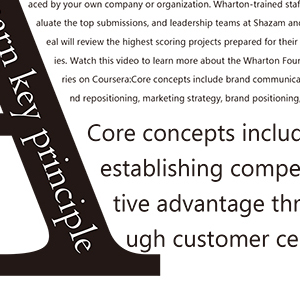 aced by your own company or organization. Wharton-trained staf
aluate the top submissions, and leadership teams at Shazam and
eal will review the highest scoring projects prepared for their
ies. Watch this video to learn more about the Wharton Four
ries on Coursera:Core concepts include brand communica
nd repositioning, marketing strategy, brand positioning,
Core concepts includ
establishing compe
tive advantage thr
ugh customer ce
ern key principle